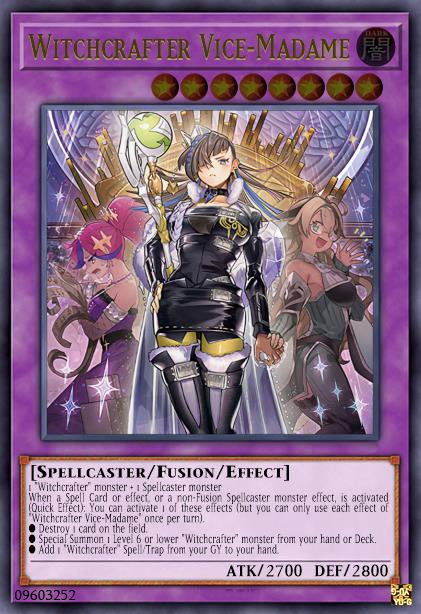 WITCHCRAFTER VICE-MADAME
DARK
闇
[SPELLCASTER/FUSION/EFFECT]
1 "Witchcrafter" monster + 1 Spellcaster monster
When a Spell Card or effect, or a non-Fusion Spellcaster monster effect, is activated
(Quick Effect): You can activate 1 of these effects (but you can only use each effect of
"Witchcrafter Vice-Madame" once per turn).
● Destroy 1 card on the field.
● Special Summon 1 Level 6 or lower "Witchcrafter" monster from your hand or Deck.
● Add 1 "Witchcrafter" Spell/Trap from your GY to your hand.
ATK/2700 DEF/2800
09603252